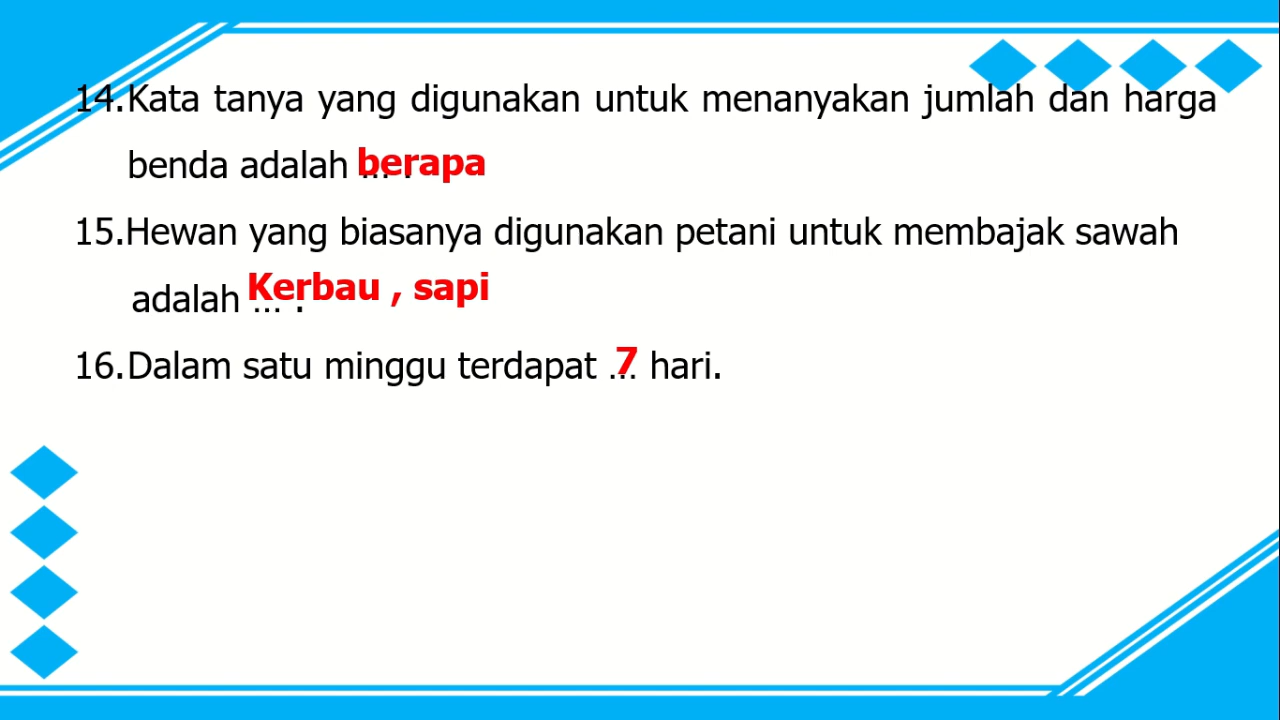 14.Kata tanya yang digunakan untuk menanyakan jumlah dan harga
benda adalah ... . berapa
15.Hewan yang biasanya digunakan petani untuk membajak sawah
adalah ... . Kerbau , sapi
16.Dalam satu minggu terdapat ... 7 hari.